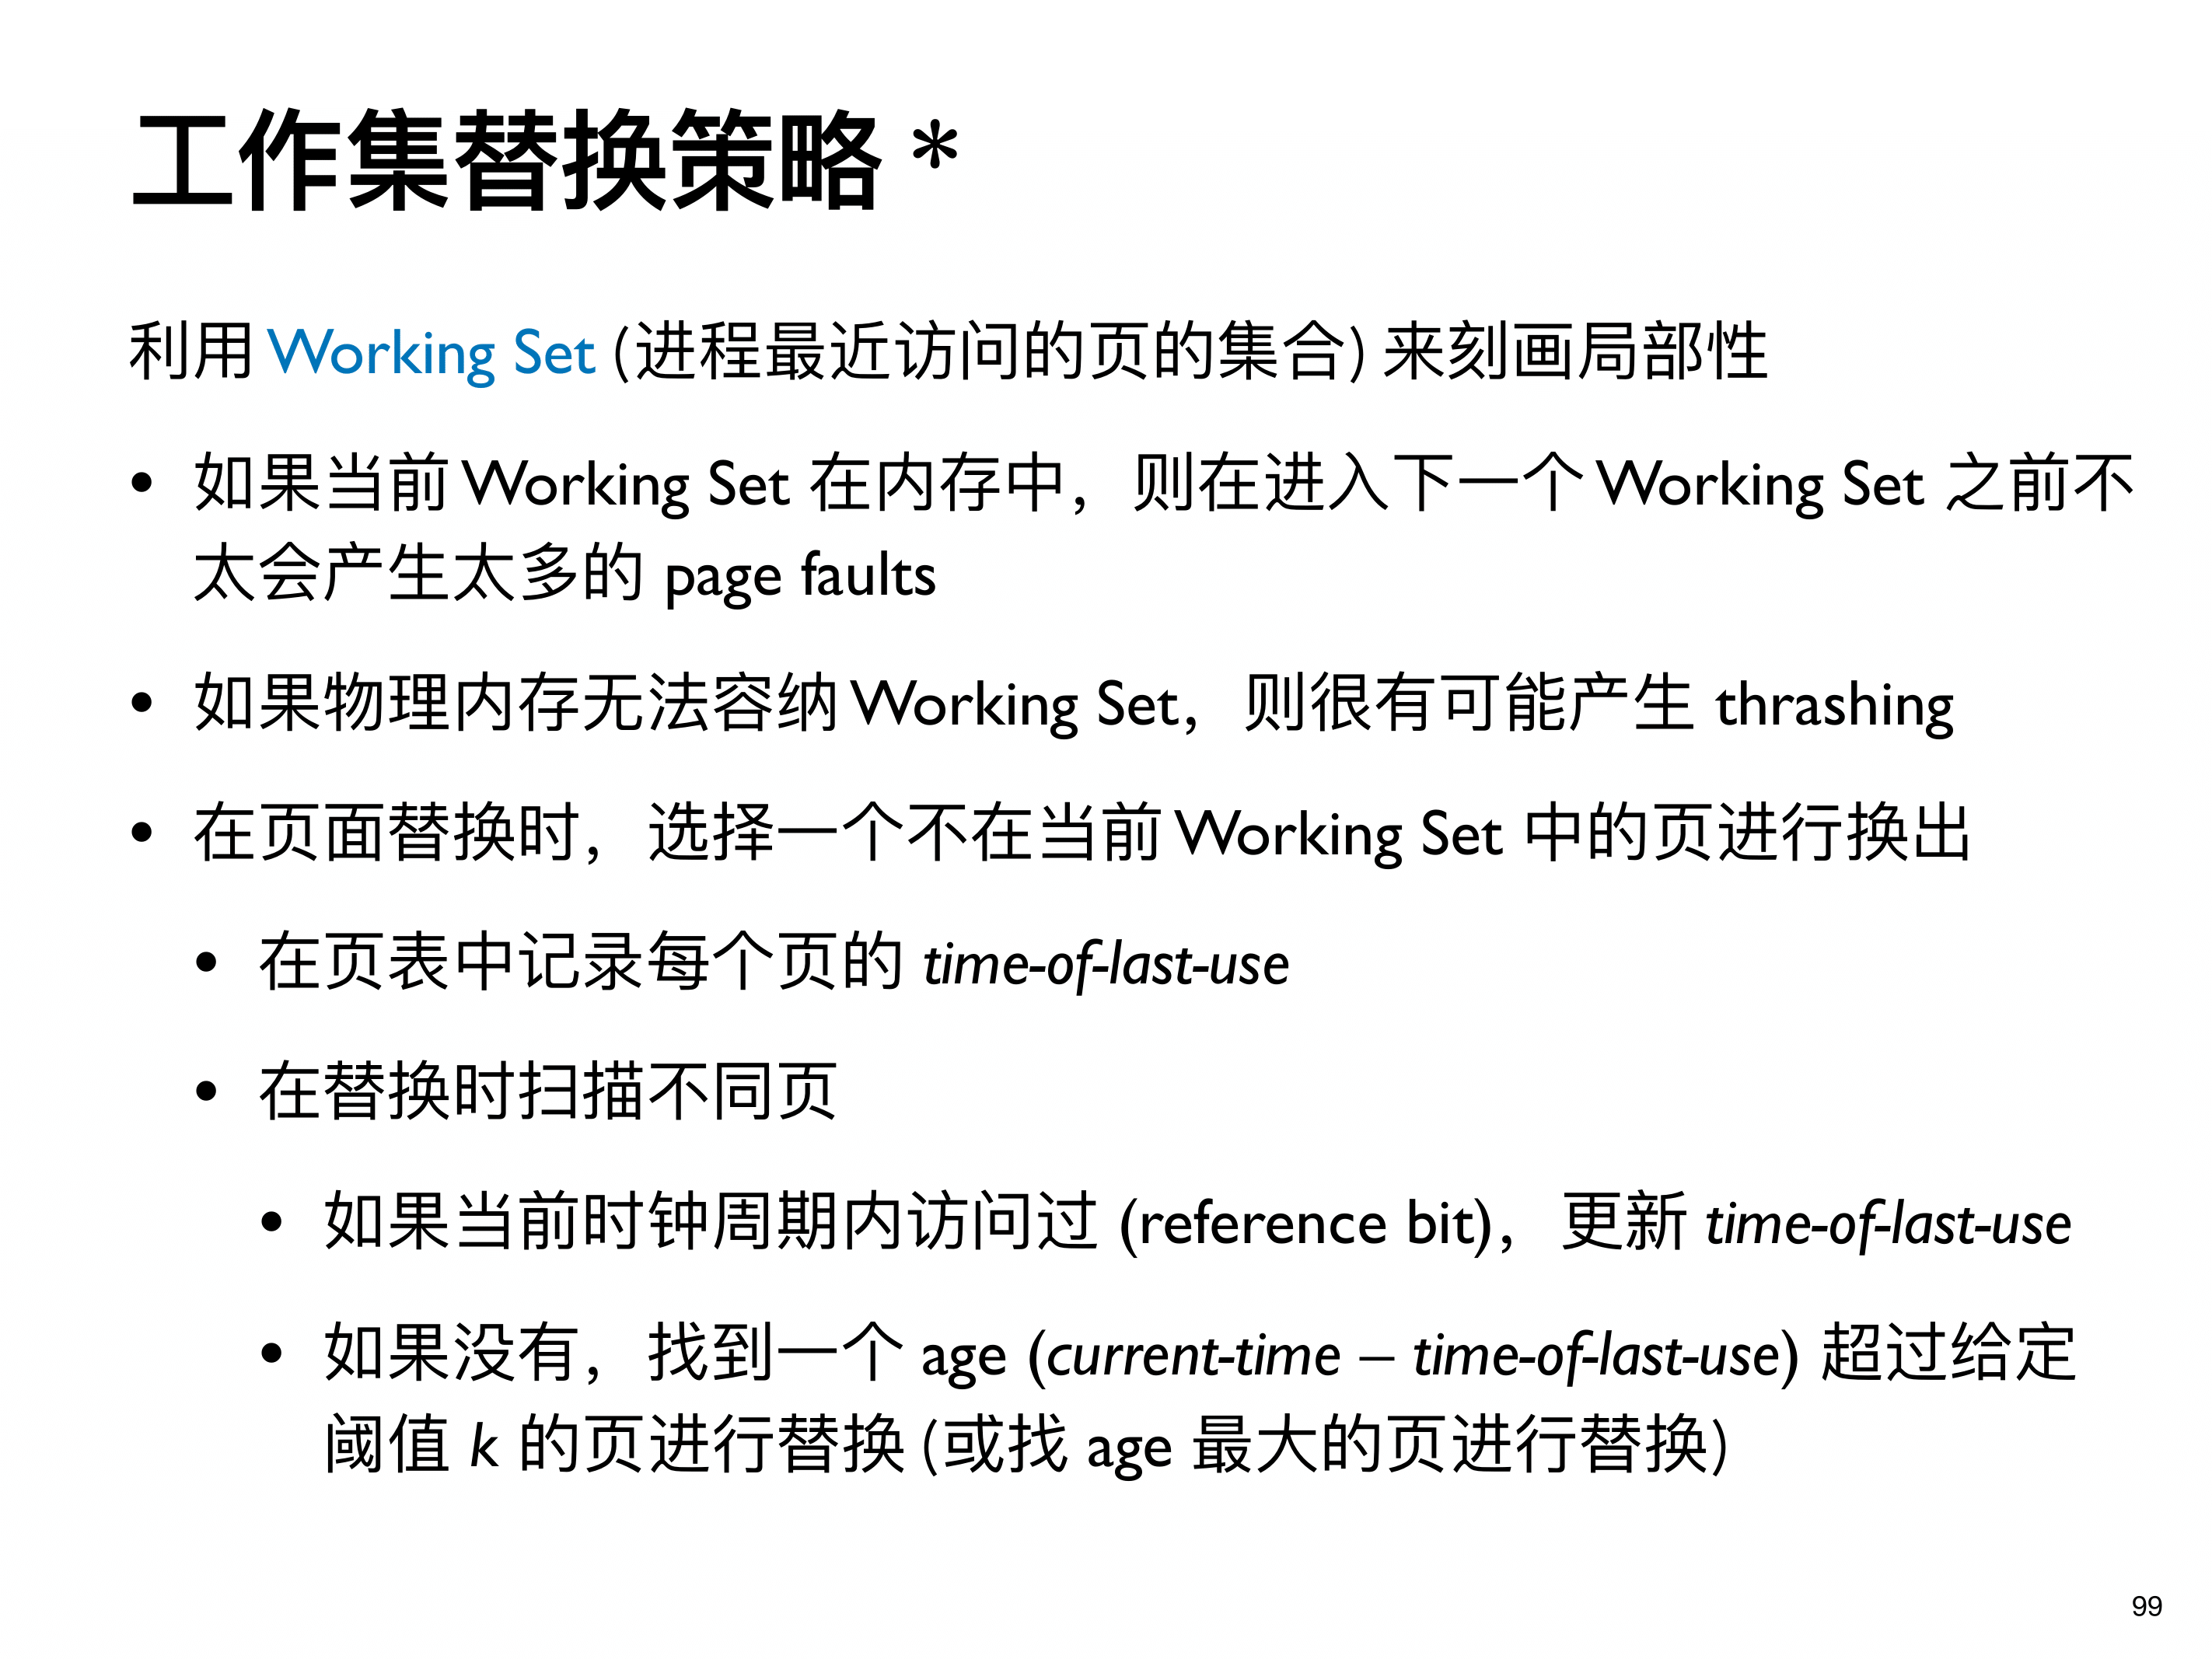 工作集替换策略 *
利用 Working Set (进程最近访问的页的集合) 来刻画局部性
• 如果当前 Working Set 在内存中，则在进入下一个 Working Set 之前不
太会产生太多的 page faults
• 如果物理内存无法容纳 Working Set，则很有可能产生 thrashing
• 在页面替换时，选择一个不在当前 Working Set 中的页进行换出
• 在页表中记录每个页的 time-of-last-use
• 在替换时扫描不同页
• 如果当前时钟周期内访问过 (reference bit)，更新 time-of-last-use
• 如果没有，找到一个 age (current-time – time-of-last-use) 超过给定
阈值 k 的页进行替换 (或找 age 最大的页进行替换)
99